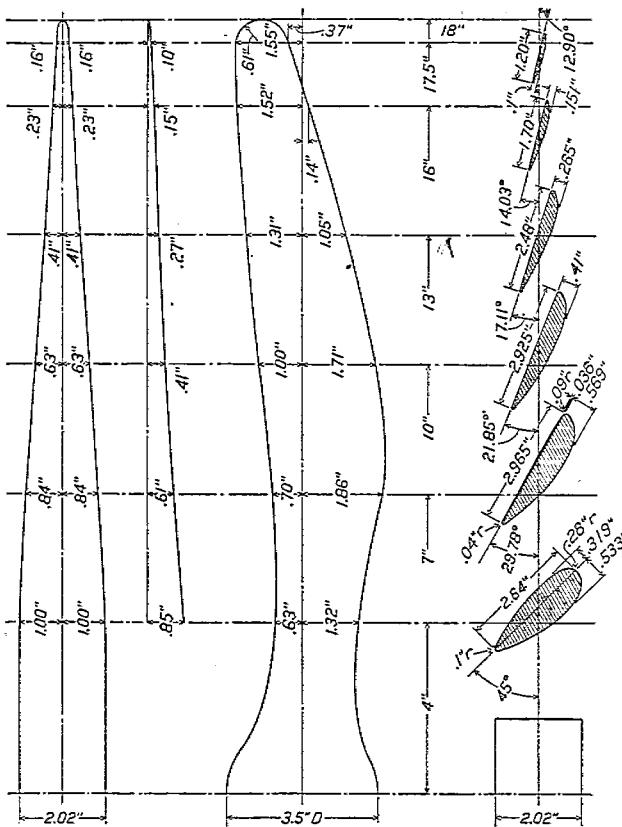 .37"
18"
.16" .16" .10" .61" 1.55" 17.5" 1.20" 12.90°
.23" .23" .15" 1.52" .1" .151"
.14" 16" 1.70" 14.03° .265"
.41" .41" .27" 1.31" 1.05" 2.48"
13" 17.11° .41"
.63" .63" .41" 1.00" 1.71" 2.925"
10" 21.85° .09"r .036" .569"
.84" .84" .61" .70" 1.86" 2.965"
7" .04"r 29.78° .28"r .319" .533"
1.00" 1.00" .85" .63" 1.32" 2.64"
4" .1"r 45°
2.02" 3.5" D 2.02"